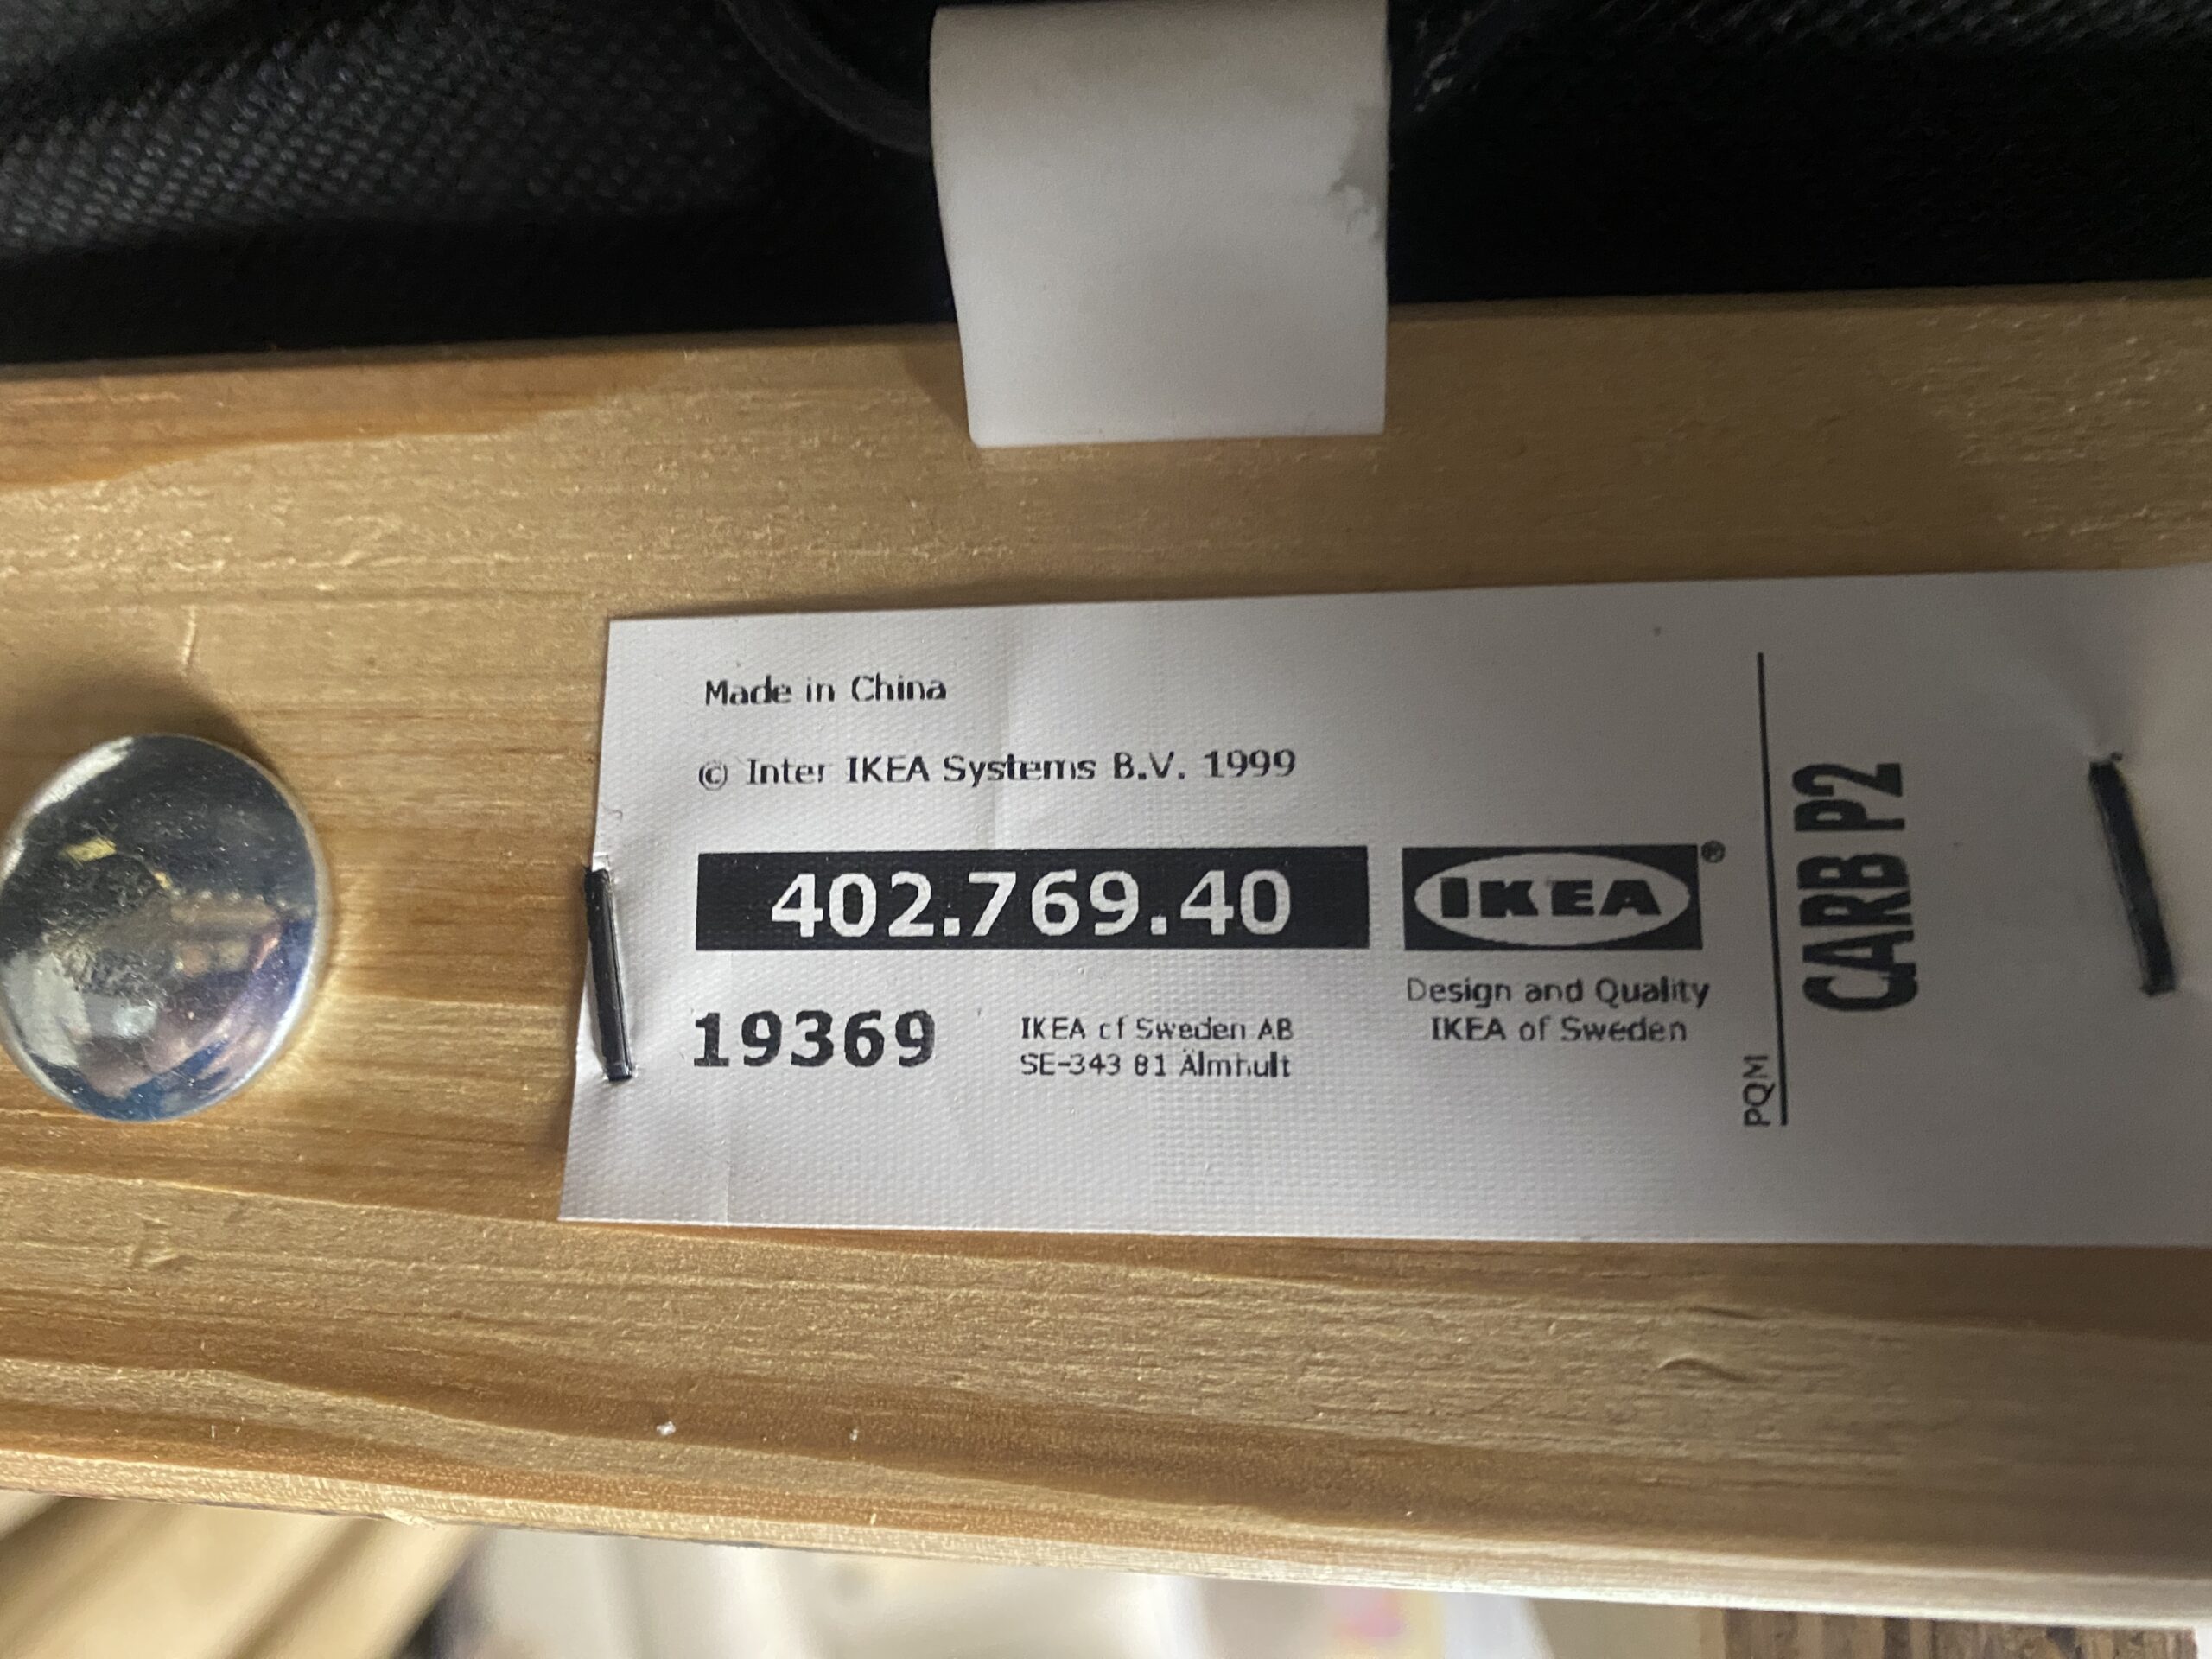 Made in China
© Inter IKEA Systems B.V. 1999
402.769.40
IKEA®
Design and Quality
IKEA of Sweden
19369
IKEA of Sweden AB
SE-343 81 Älmhult
PQM
CARB P2